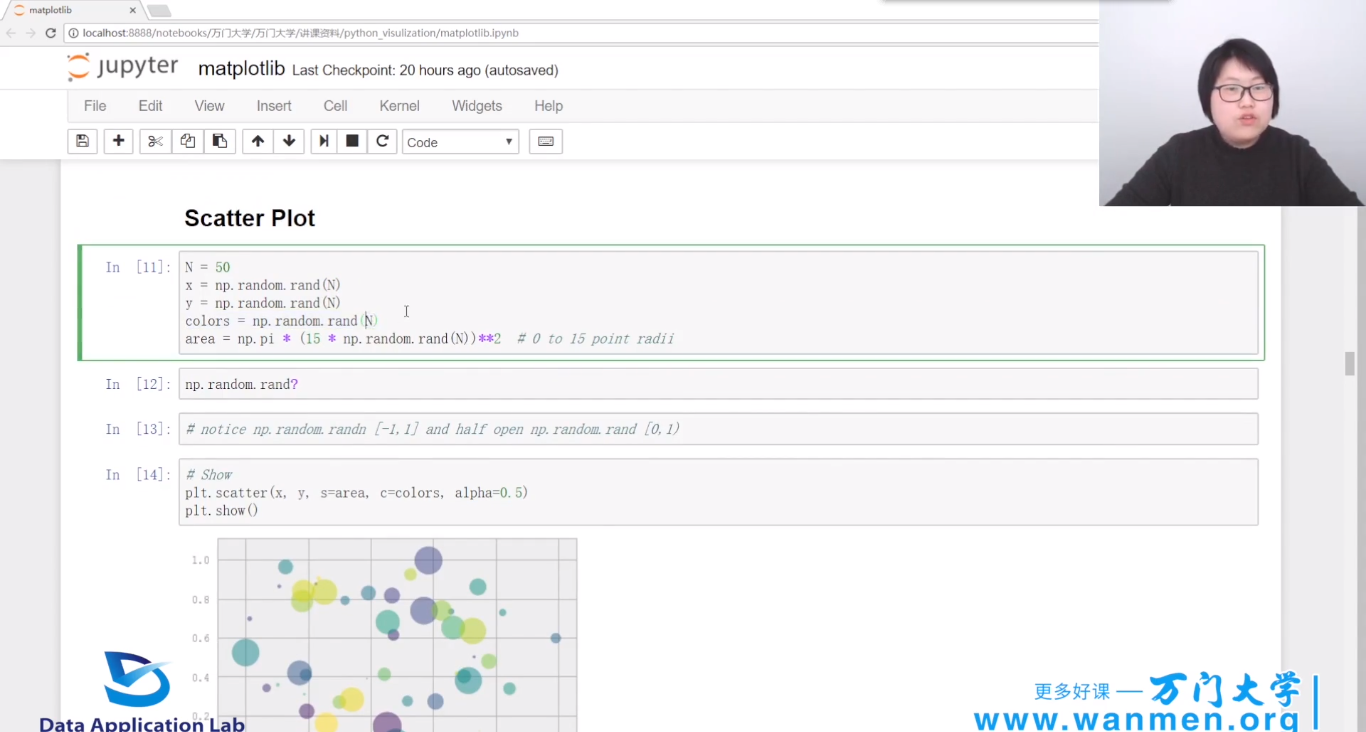 matplotlib
localhost:8888/notebooks/万门大学/万门大学/讲课资料/python_visulization/matplotlib.ipynb
jupyter matplotlib Last Checkpoint: 20 hours ago (autosaved)
File Edit View Insert Cell Kernel Widgets Help
Code
Scatter Plot
In [11]: N = 50
x = np.random.rand(N)
y = np.random.rand(N)
colors = np.random.rand(N)
area = np.pi * (15 * np.random.rand(N))**2 # 0 to 15 point radii
In [12]: np.random.rand?
In [13]: # notice np.random.randn [-1,1] and half open np.random.rand [0,1)
In [14]: # Show
plt.scatter(x, y, s=area, c=colors, alpha=0.5)
plt.show()
1.0
0.8
0.6
0.4
0.2
更多好课 — 万门大学
Data Application Lab
www.wanmen.org